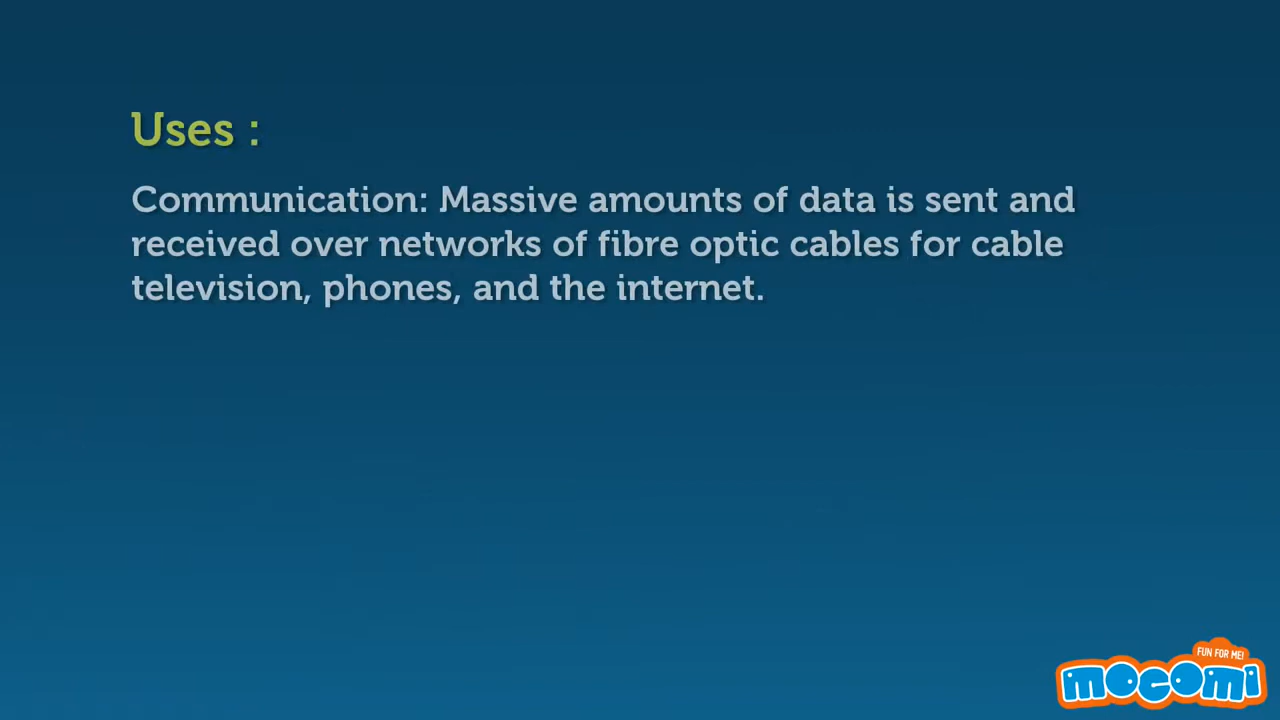 Uses :
Communication: Massive amounts of data is sent and
received over networks of fibre optic cables for cable
television, phones, and the internet.
FUN FOR ME!
mocomi